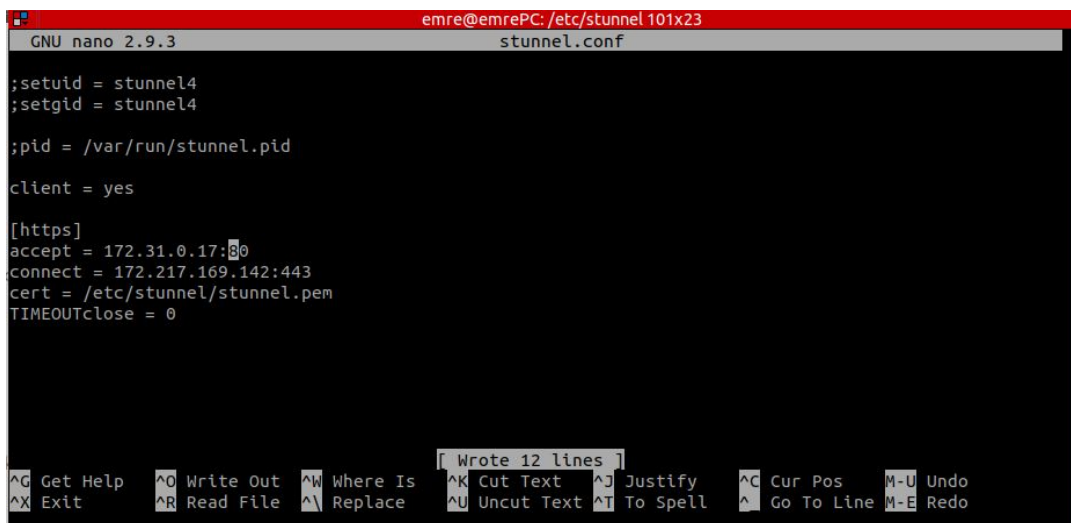 emre@emrePC: /etc/stunnel 101x23
GNU nano 2.9.3 stunnel.conf
;setuid = stunnel4
;setgid = stunnel4
;pid = /var/run/stunnel.pid
client = yes
[https]
accept = 172.31.0.17:80
connect = 172.217.169.142:443
cert = /etc/stunnel/stunnel.pem
TIMEOUTclose = 0
[ Wrote 12 lines ]
^G Get Help ^O Write Out ^W Where Is ^K Cut Text ^J Justify ^C Cur Pos M-U Undo
^X Exit ^R Read File ^\ Replace ^U Uncut Text ^T To Spell ^_ Go To Line M-E Redo